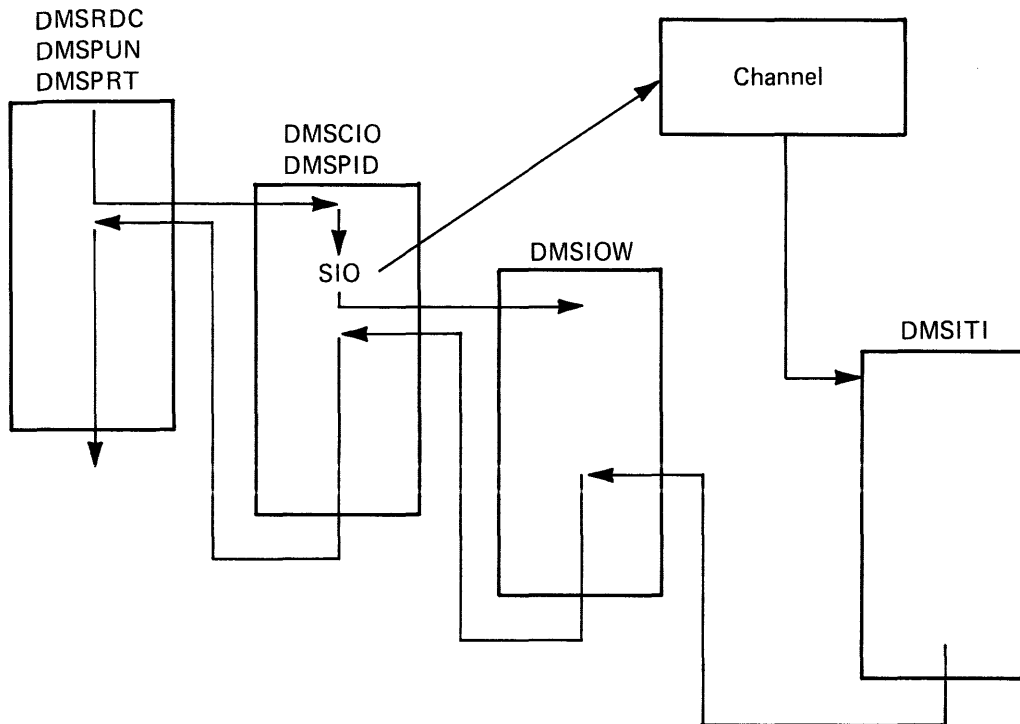 DMSRDC
DMSPUN
DMSPRT
Channel
DMSCIO
DMSPID
SIO
DMSIOW
DMSITI